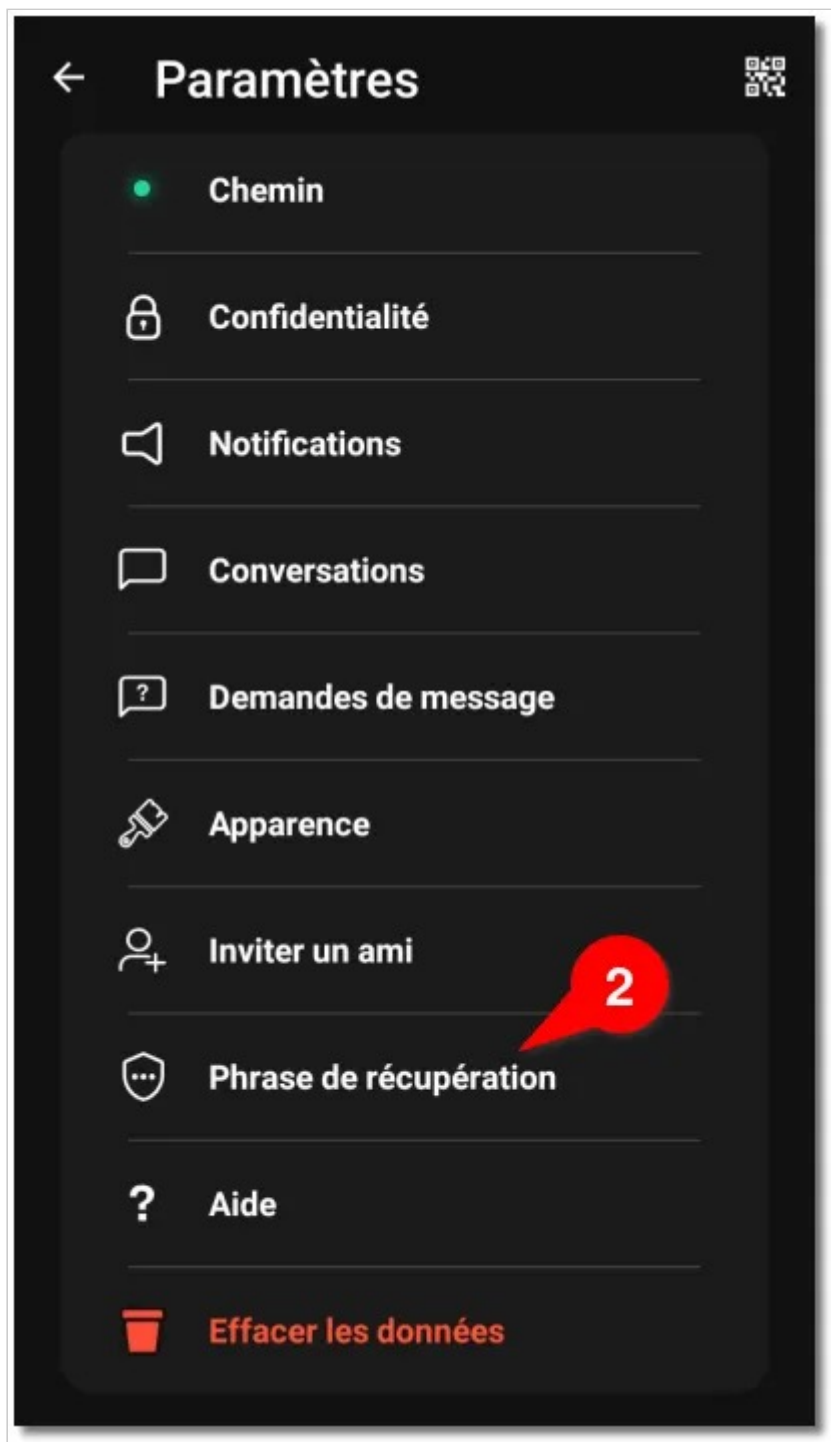 Paramètres
Chemin
Confidentialité
Notifications
Conversations
Demandes de message
Apparence
Inviter un ami
2
Phrase de récupération
Aide
Effacer les données